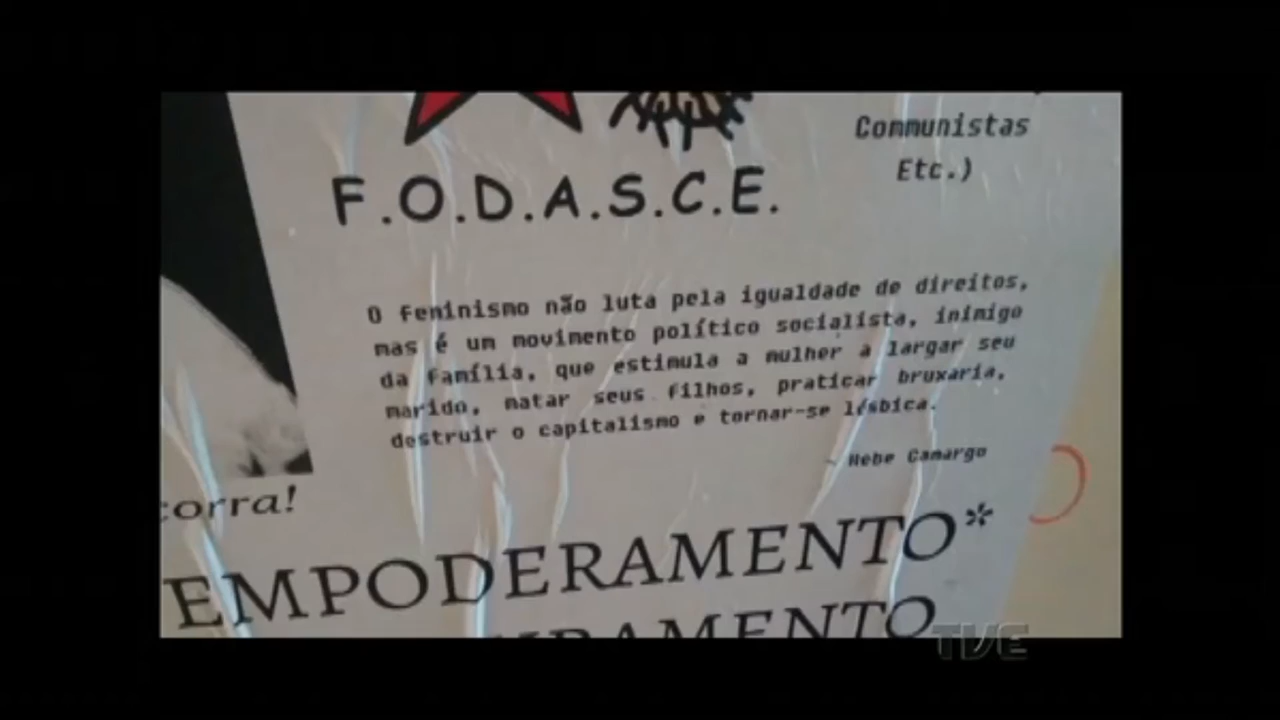 Communistas
Etc.)
F.O.D.A.S.C.E.
O feminismo não luta pela igualdade de direitos,
mas é um movimento político socialista, inimigo
da família, que estimula a mulher a largar seu
marido, matar seus filhos, praticar bruxaria,
destruir o capitalismo e tornar-se lésbica.
- Hebe Camargo
corra!
EMPODERAMENTO*
TVE